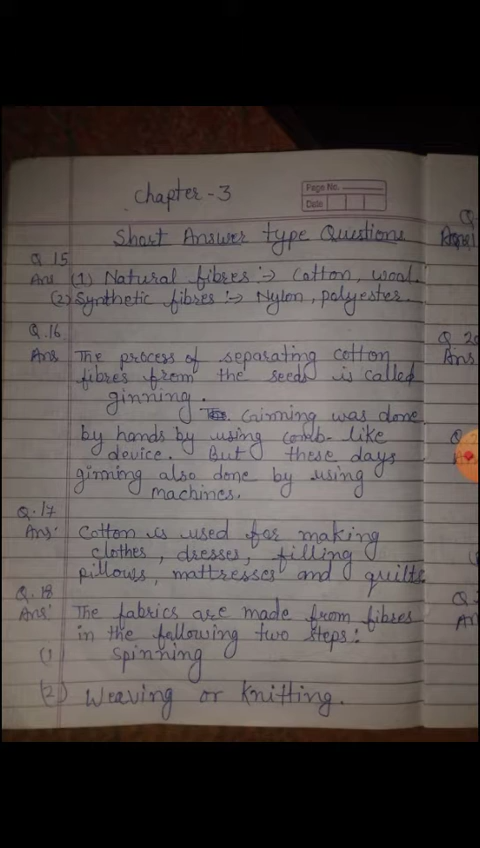 Chapter - 3
Page No.
Date
Short Answer type Questions
Q.15
Ans (1) Natural fibres :-> Cotton, wool.
(2) Synthetic fibres :-> Nylon, polyester.
Q.16
Ans The process of separating cotton
fibres from the seeds is called
ginning.
Ginning was done
by hands by using comb-like
device. But these days
ginning also done by using
machines.
Q.17
Ans: Cotton is used for making
clothes, dresses, filling
pillows, mattresses and quilts
Q.18
Ans: The fabrics are made from fibres
in the following two steps:
(1 Spinning
(2) Weaving or Knitting.
Q
Ans
Q.20
Ans
Q
An